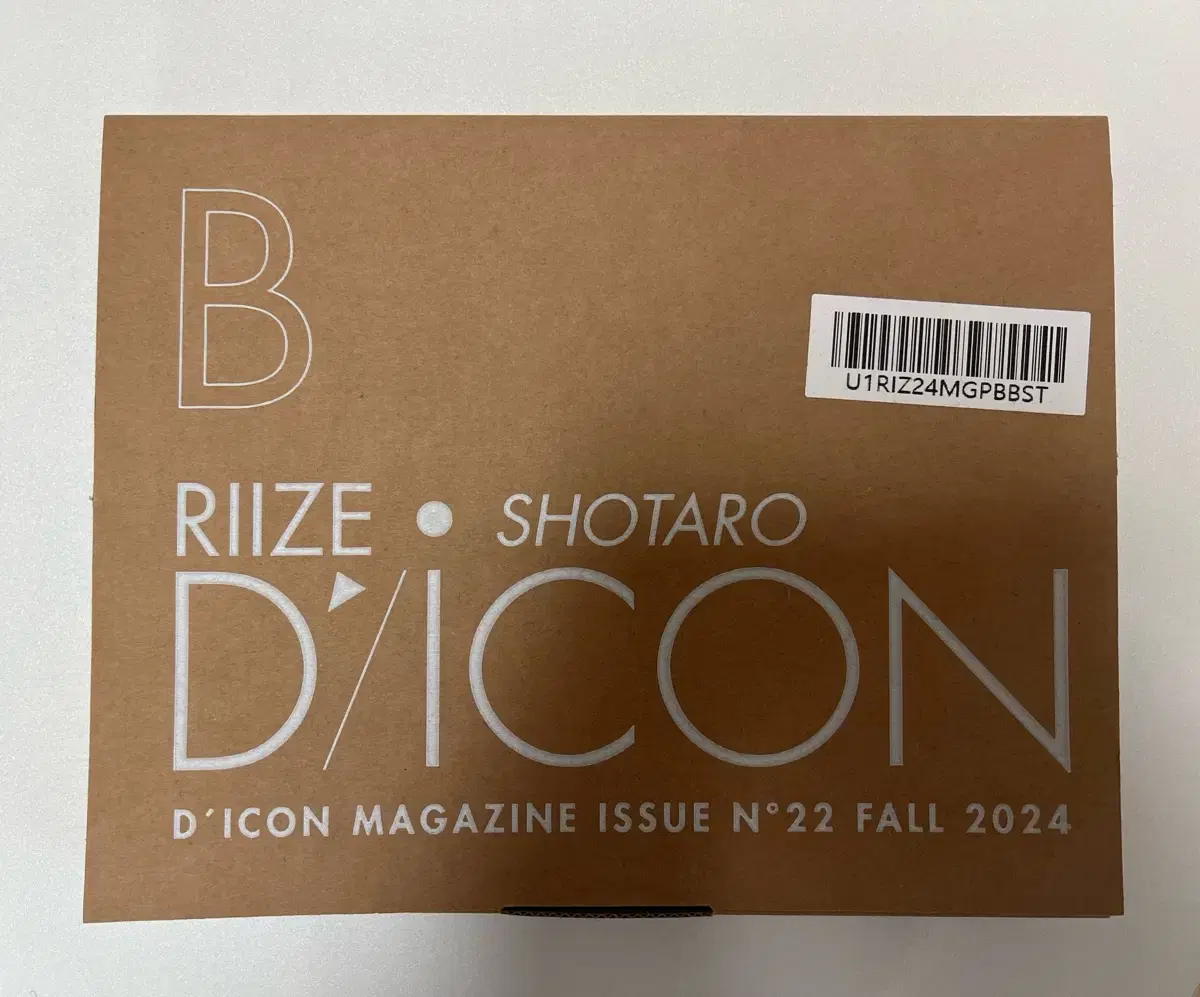 B
U1RIZ24MGPBBST
RIIZE • SHOTARO
D'/ICON
D'ICON MAGAZINE ISSUE N°22 FALL 2024